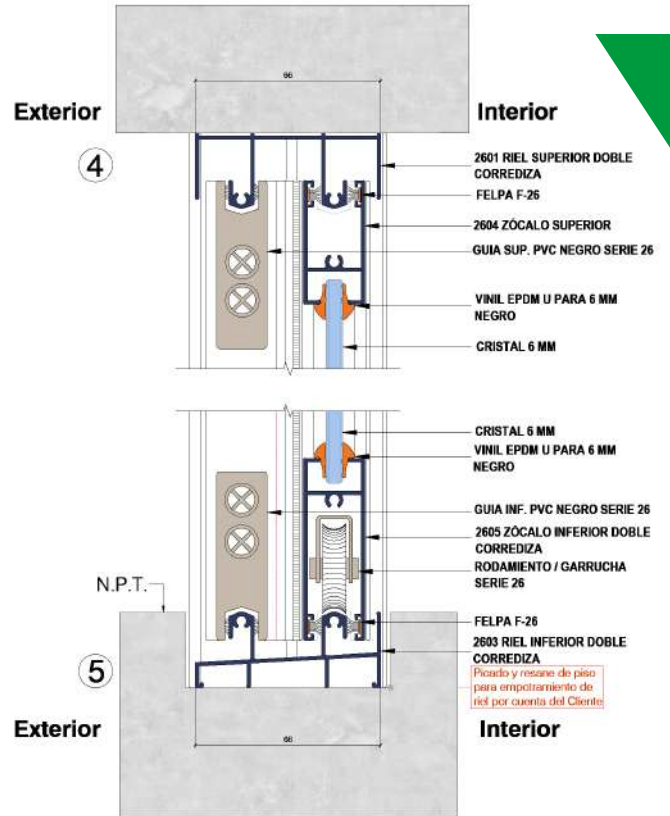 66
Exterior
Interior
4
2601 RIEL SUPERIOR DOBLE
CORREDIZA
FELPA F-26
2604 ZÓCALO SUPERIOR
GUIA SUP. PVC NEGRO SERIE 26
VINIL EPDM U PARA 6 MM
NEGRO
CRISTAL 6 MM
CRISTAL 6 MM
VINIL EPDM U PARA 6 MM
NEGRO
GUIA INF. PVC NEGRO SERIE 26
2605 ZÓCALO INFERIOR DOBLE
CORREDIZA
RODAMIENTO / GARRUCHA
SERIE 26
N.P.T.
FELPA F-26
2603 RIEL INFERIOR DOBLE
CORREDIZA
5
Picado y resane de piso
para empotramiento de
riel por cuenta del Cliente
Exterior
Interior
66